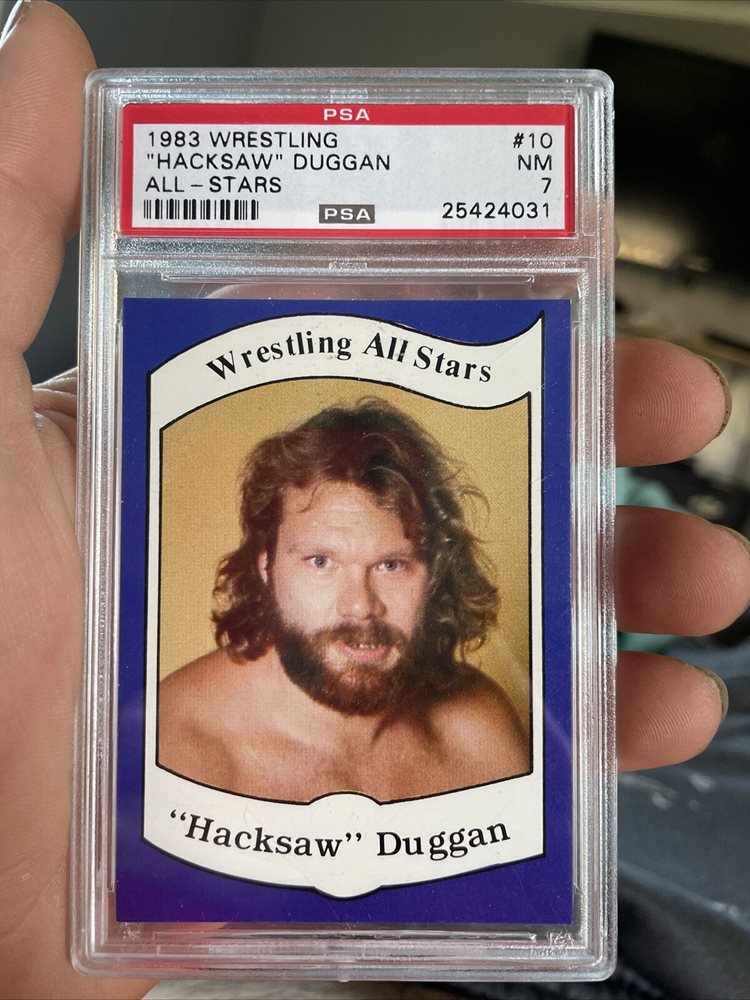 PSA
1983 WRESTLING #10
"HACKSAW" DUGGAN NM
ALL-STARS 7
PSA 25424031
Wrestling All Stars
“Hacksaw” Duggan